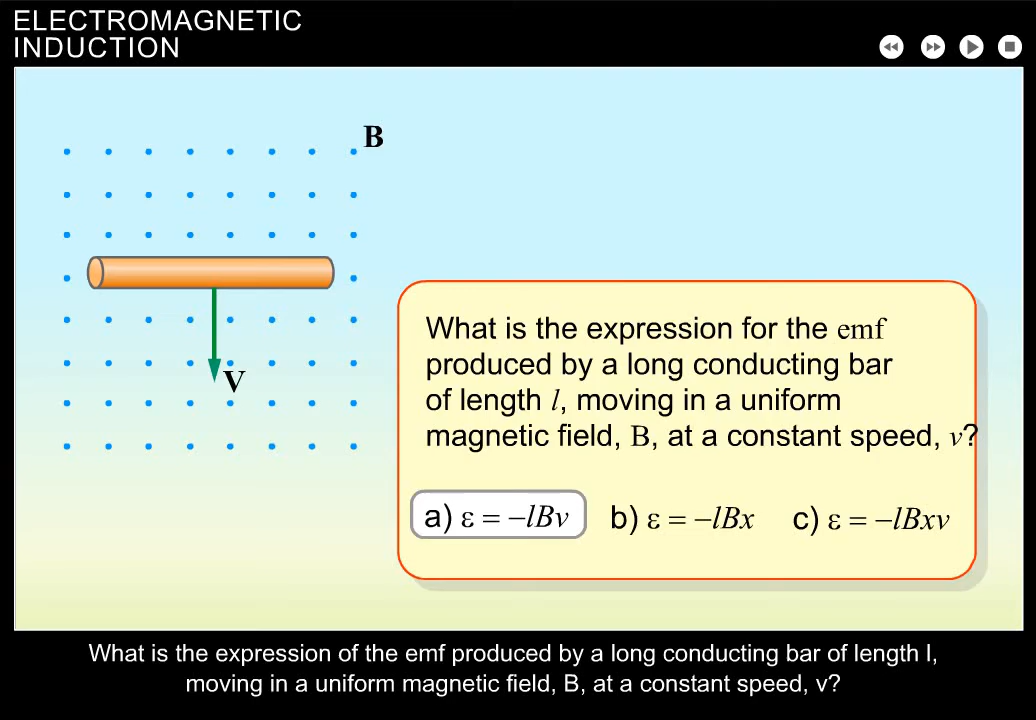 ELECTROMAGNETIC
INDUCTION
B
V
What is the expression for the emf
produced by a long conducting bar
of length l, moving in a uniform
magnetic field, B, at a constant speed, v?
a) ε = −lBv b) ε = −lBx c) ε = −lBxv
What is the expression of the emf produced by a long conducting bar of length l,
moving in a uniform magnetic field, B, at a constant speed, v?